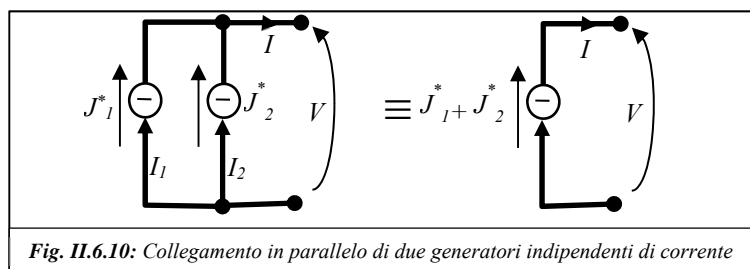 I
J*1
J*2
V
I1
I2
≡ J*1 + J*2
I
V
Fig. II.6.10: Collegamento in parallelo di due generatori indipendenti di corrente